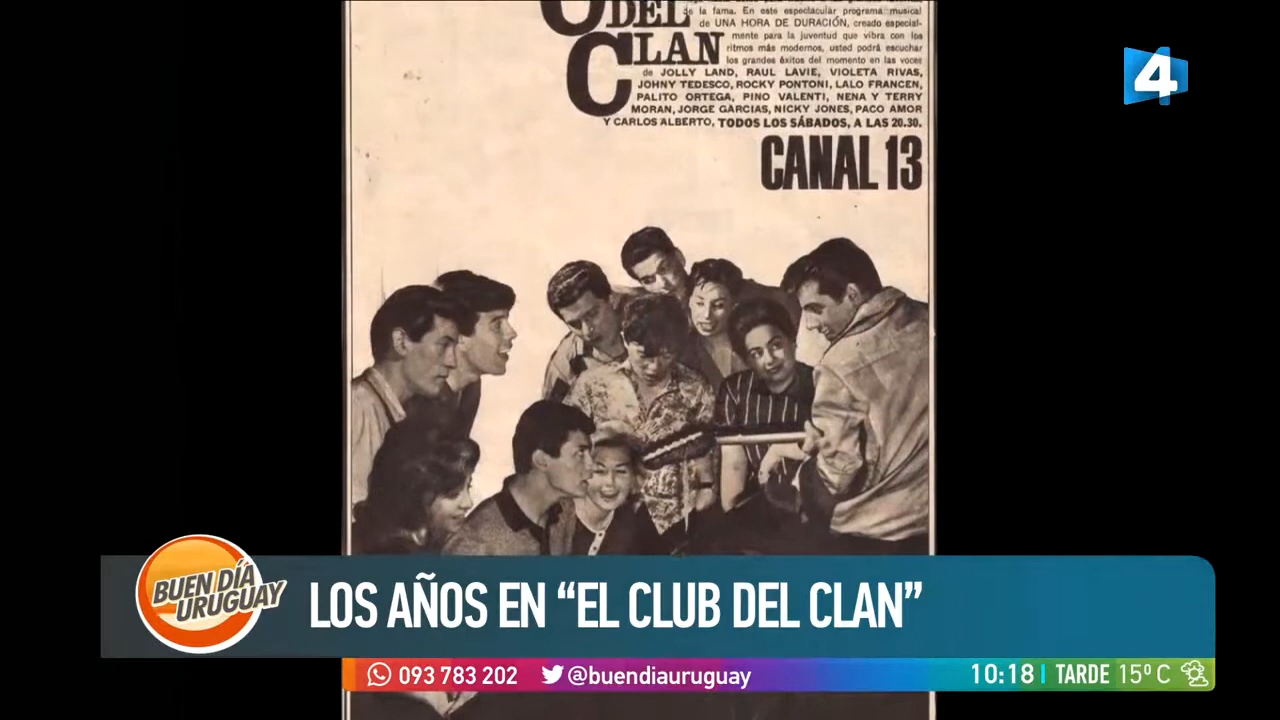 DEL
CLAN
de la fama. En este espectacular programa musical
de UNA HORA DE DURACIÓN, creado especial-
mente para la juventud que vibra con los
ritmos más modernos, usted podrá escuchar
los grandes éxitos del momento en las voces
de JOLLY LAND, RAUL LAVIE, VIOLETA RIVAS,
JOHNY TEDESCO, ROCKY PONTONI, LALO FRANCEN,
PALITO ORTEGA, PINO VALENTI, NENA Y TERRY
MORAN, JORGE GARCIAS, NICKY JONES, PACO AMOR
Y CARLOS ALBERTO, TODOS LOS SÁBADOS, A LAS 20.30.
CANAL 13
4
BUEN DÍA
URUGUAY
LOS AÑOS EN “EL CLUB DEL CLAN”
093 783 202 @buendiauruguay 10:18 TARDE 15º C